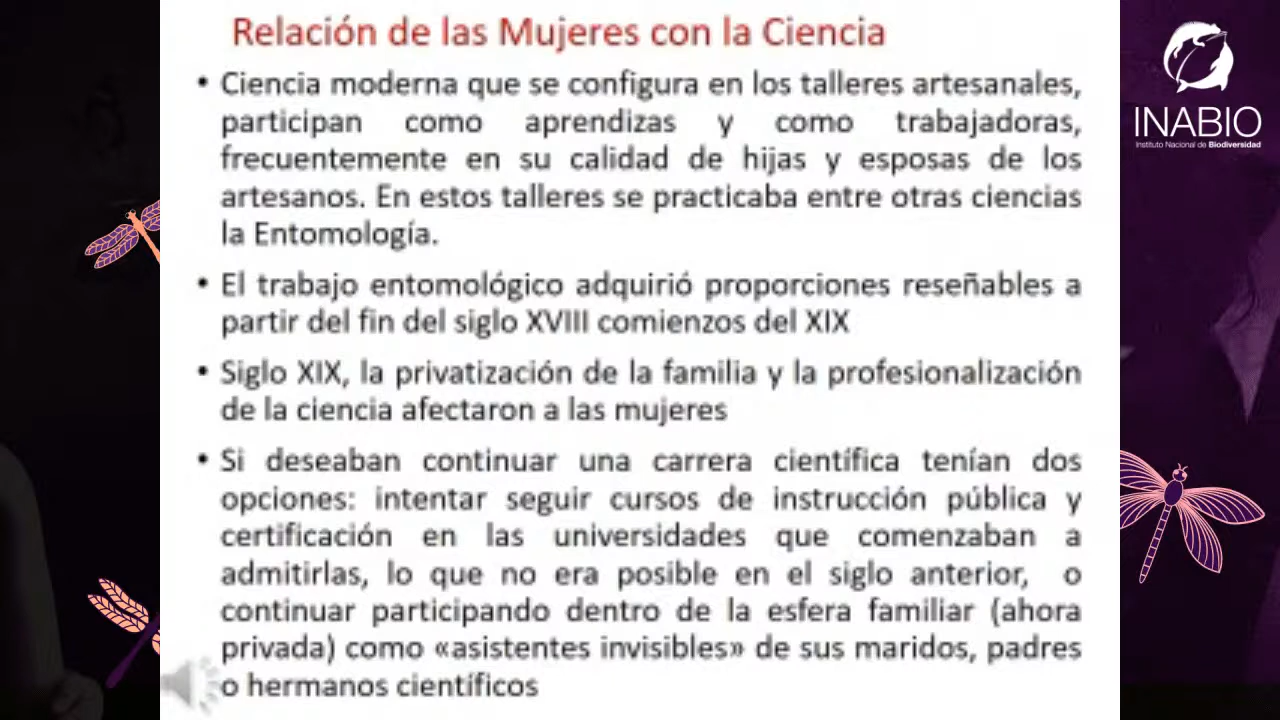 Relación de las Mujeres con la Ciencia
• Ciencia moderna que se configura en los talleres artesanales,
participan como aprendizas y como trabajadoras,
frecuentemente en su calidad de hijas y esposas de los
artesanos. En estos talleres se practicaba entre otras ciencias
la Entomología.
• El trabajo entomológico adquirió proporciones reseñables a
partir del fin del siglo XVIII comienzos del XIX
• Siglo XIX, la privatización de la familia y la profesionalización
de la ciencia afectaron a las mujeres
• Si deseaban continuar una carrera científica tenían dos
opciones: intentar seguir cursos de instrucción pública y
certificación en las universidades que comenzaban a
admitirlas, lo que no era posible en el siglo anterior, o
continuar participando dentro de la esfera familiar (ahora
privada) como «asistentes invisibles» de sus maridos, padres
o hermanos científicos
INABIO
Instituto Nacional de Biodiversidad